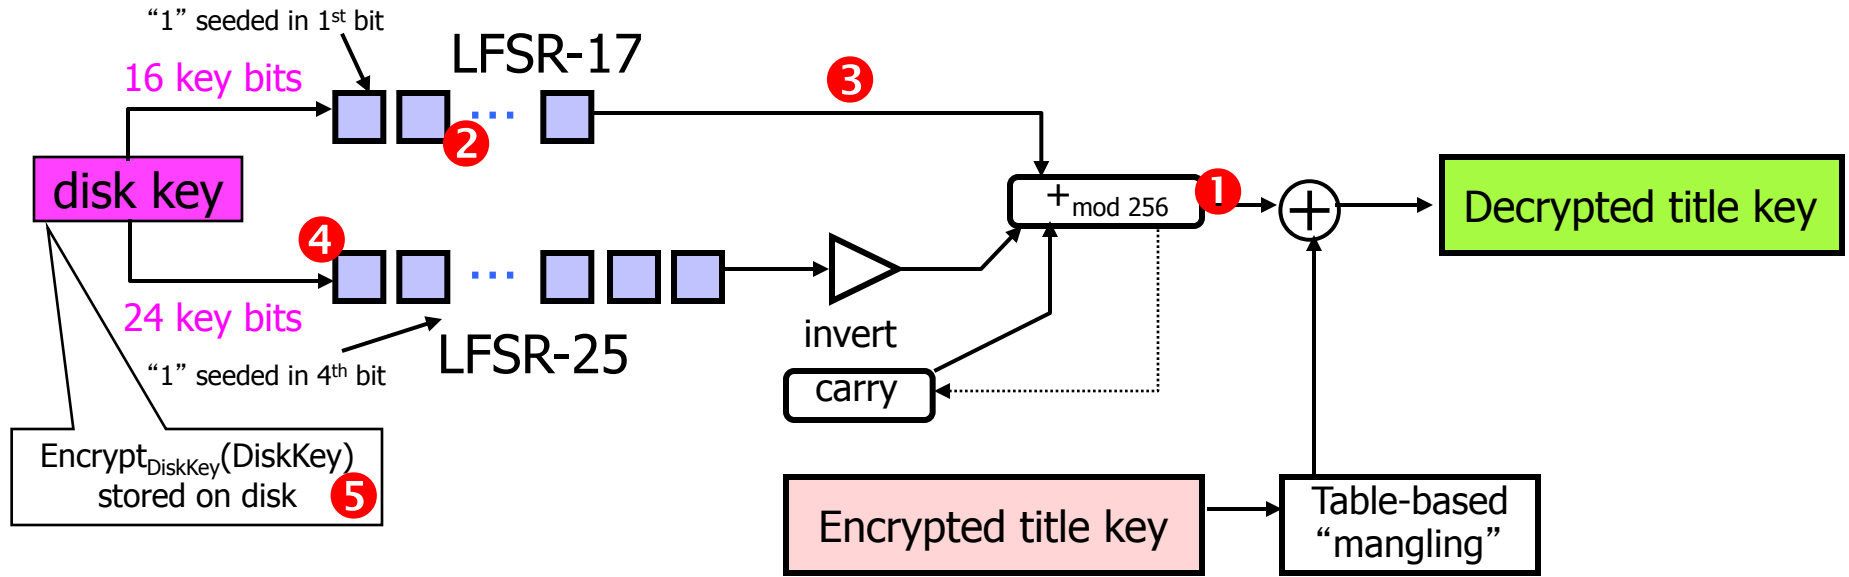 “1” seeded in 1st bit
LFSR-17
16 key bits
3
2
disk key
+mod 256
1
+
Decrypted title key
4
24 key bits
“1” seeded in 4th bit
LFSR-25
invert
carry
EncryptDiskKey(DiskKey)
stored on disk
5
Encrypted title key
Table-based
“mangling”